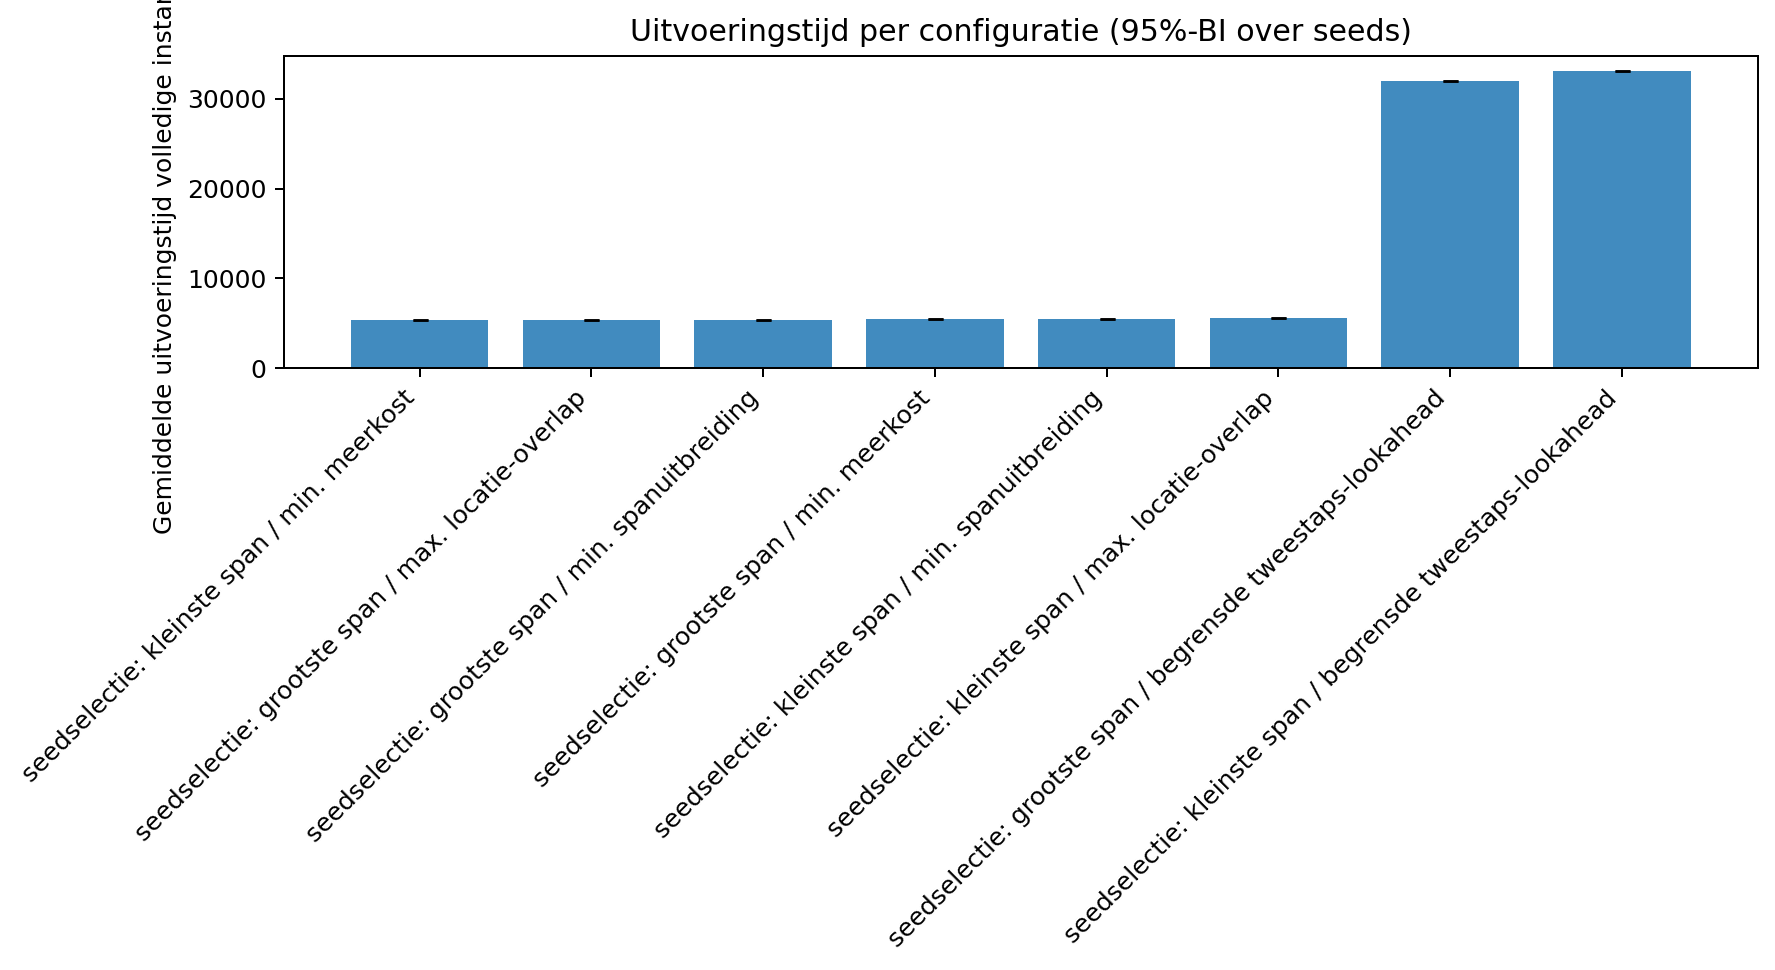 Uitvoeringstijd per configuratie (95%-BI over seeds)
Gemiddelde uitvoeringstijd volledige
30000
20000
10000
0
seedselectie: kleinste span / min. meerkost
seedselectie: grootste span / max. locatie-overlap
seedselectie: grootste span / min. spanuitbreiding
seedselectie: grootste span / min. meerkost
seedselectie: kleinste span / min. spanuitbreiding
seedselectie: kleinste span / max. locatie-overlap
seedselectie: grootste span / begrensde tweestaps-lookahead
seedselectie: kleinste span / begrensde tweestaps-lookahead